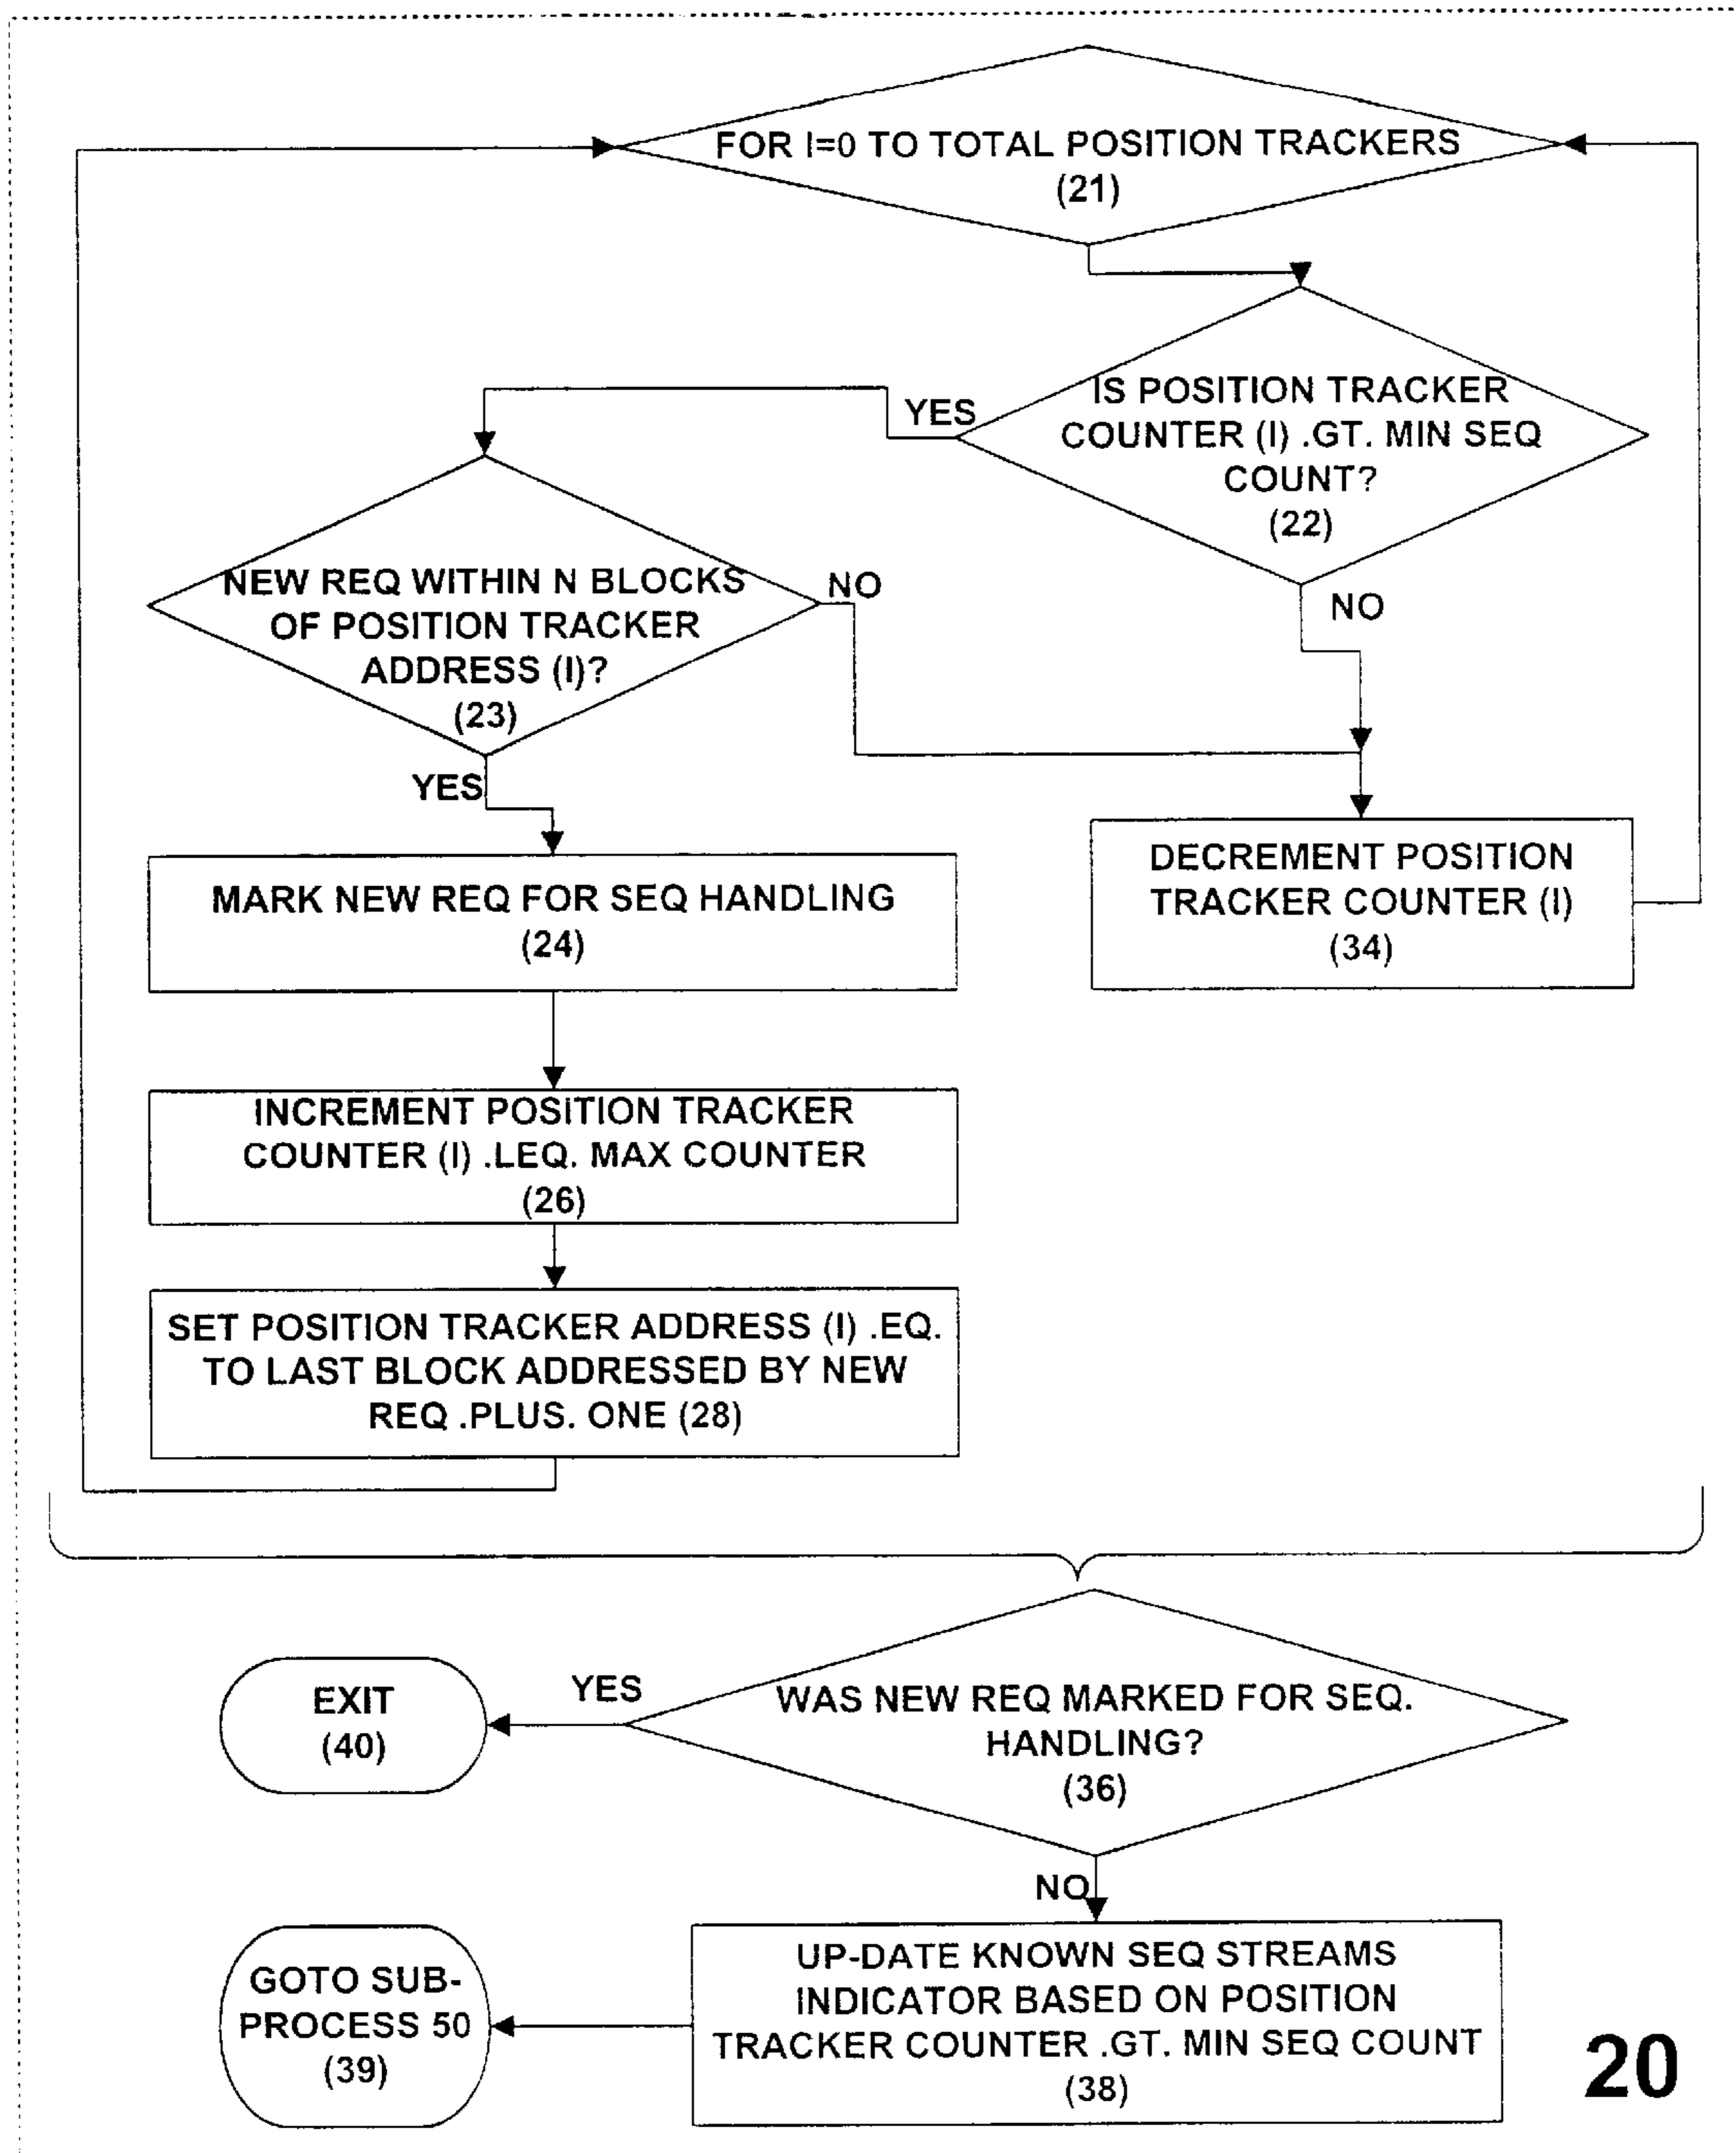 FOR I=0 TO TOTAL POSITION TRACKERS
(21)
IS POSITION TRACKER
COUNTER (I) .GT. MIN SEQ
COUNT?
(22)
YES
NO
NEW REQ WITHIN N BLOCKS
OF POSITION TRACKER
ADDRESS (I)?
(23)
NO
YES
DECREMENT POSITION
TRACKER COUNTER (I)
(34)
MARK NEW REQ FOR SEQ HANDLING
(24)
INCREMENT POSITION TRACKER
COUNTER (I) .LEQ. MAX COUNTER
(26)
SET POSITION TRACKER ADDRESS (I) .EQ.
TO LAST BLOCK ADDRESSED BY NEW
REQ .PLUS. ONE (28)
WAS NEW REQ MARKED FOR SEQ.
HANDLING?
(36)
YES
EXIT
(40)
NO
UP-DATE KNOWN SEQ STREAMS
INDICATOR BASED ON POSITION
TRACKER COUNTER .GT. MIN SEQ COUNT
(38)
GOTO SUB-
PROCESS 50
(39)
20